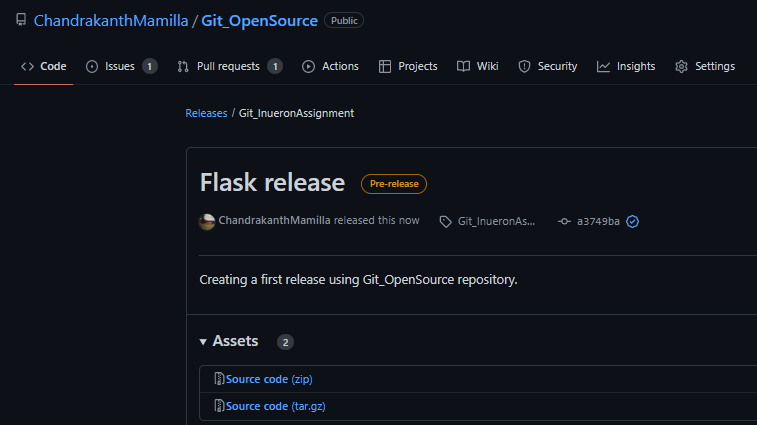 ChandrakanthMamilla / Git_OpenSource Public
Code Issues 1 Pull requests 1 Actions Projects Wiki Security Insights Settings
Releases / Git_InueronAssignment
Flask release Pre-release
ChandrakanthMamilla released this now Git_InueronAs... a3749ba
Creating a first release using Git_OpenSource repository.
Assets 2
Source code (zip)
Source code (tar.gz)